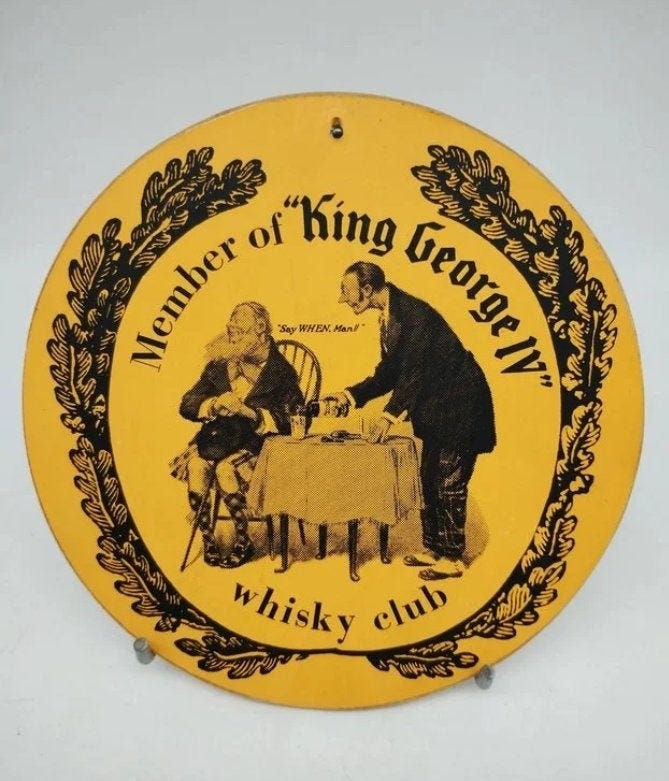 Member of "King George IV"
"Say WHEN, Man!!"
whisky club